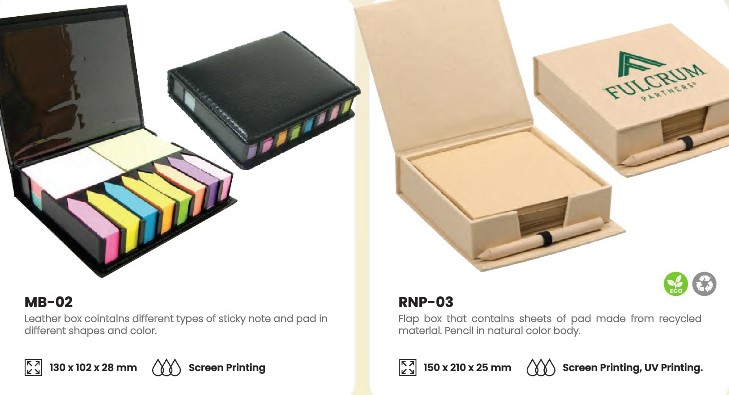 FULCRUM
PARTNERS
ECO
MB-02
Leather box cointains different types of sticky note and pad in
different shapes and color.
130 x 102 x 28 mm
Screen Printing
RNP-03
Flap box that contains sheets of pad made from recycled
material. Pencil in natural color body.
150 x 210 x 25 mm
Screen Printing, UV Printing.